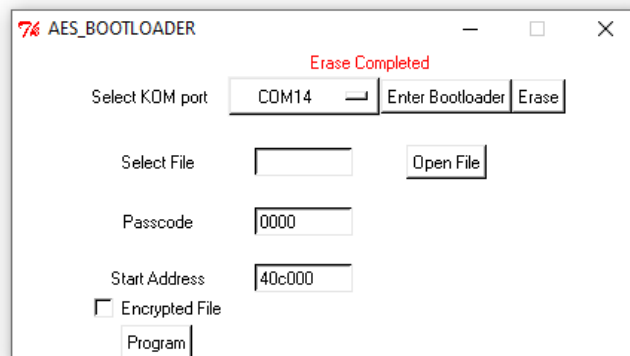 AES_BOOTLOADER
Erase Completed
Select KOM port COM14 Enter Bootloader Erase
Select File Open File
Passcode 0000
Start Address 40c000
Encrypted File
Program